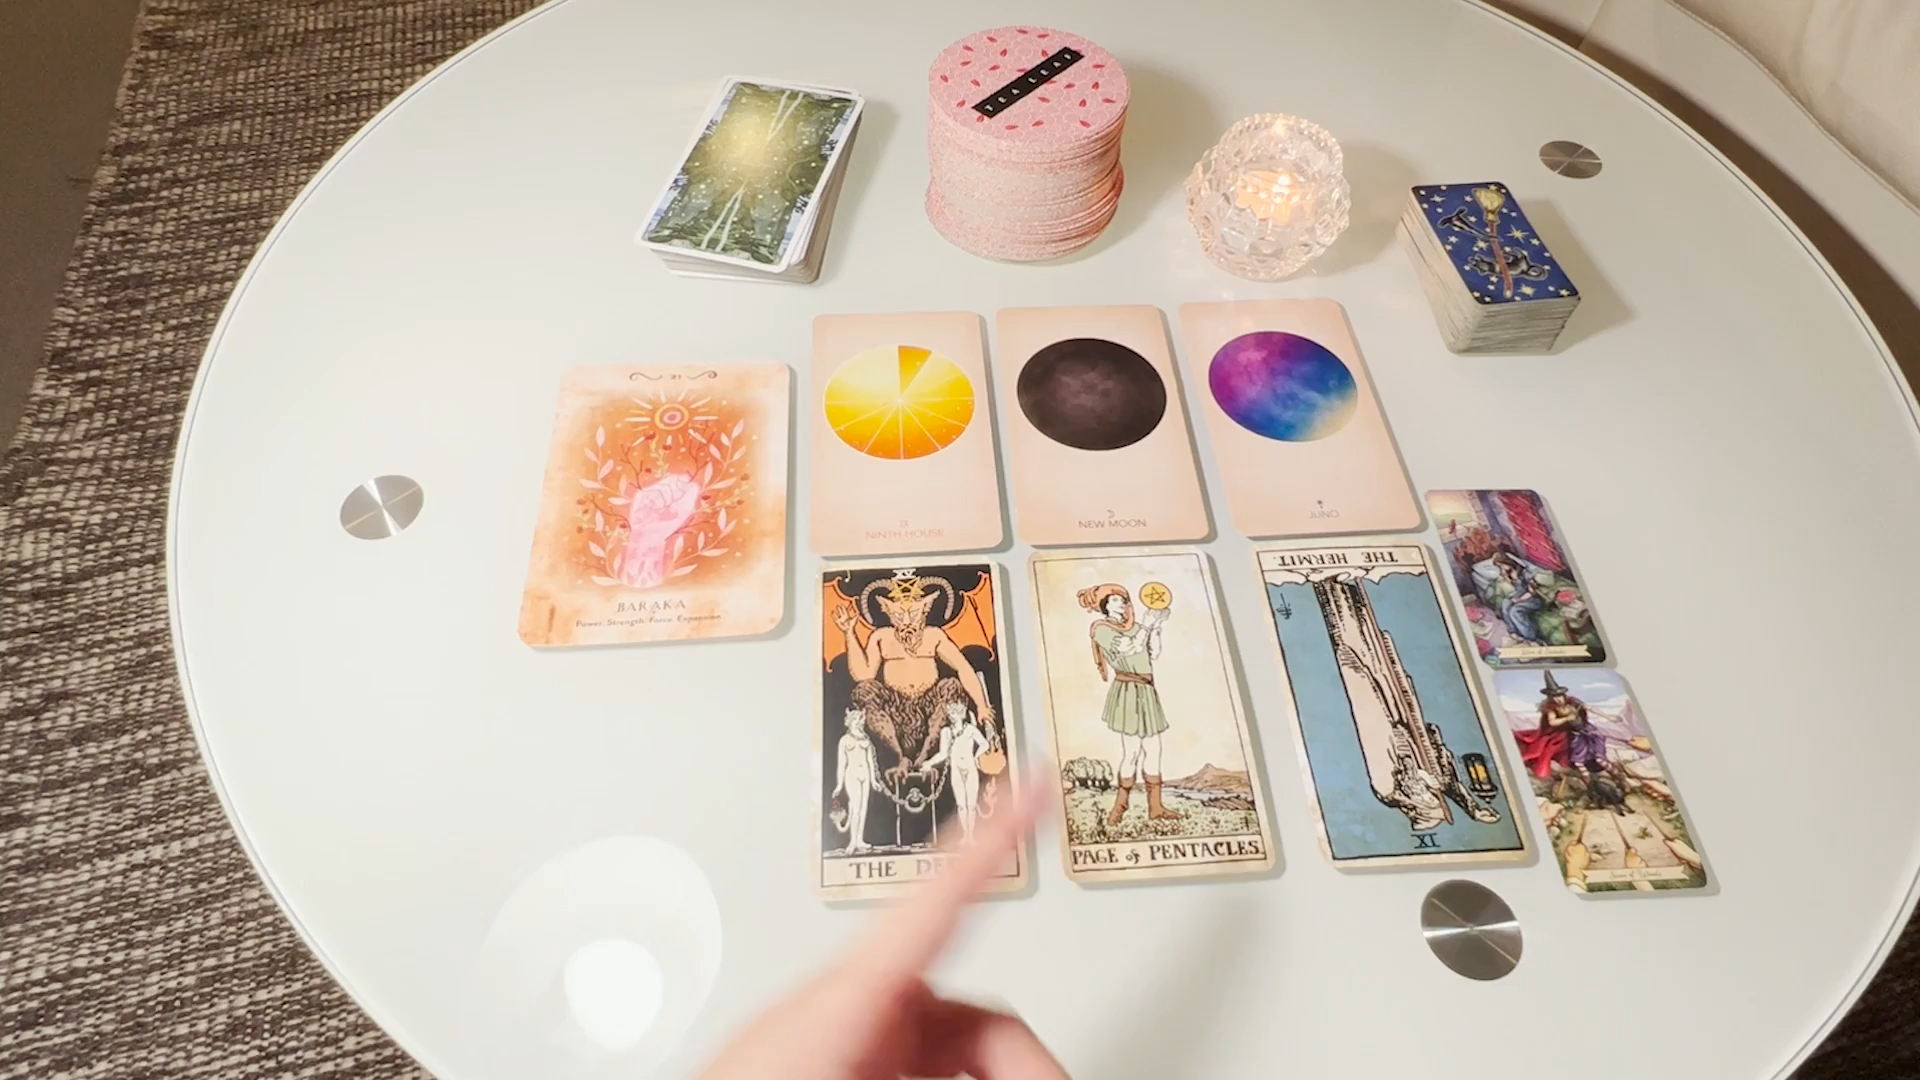 TEA LEAF
21
BARAKA
Power, Strength, Force, Expansion
IX
NINTH HOUSE
NEW MOON
JUNO
XV
THE DE
PAGE of PENTACLES
THE HERMIT.
IX